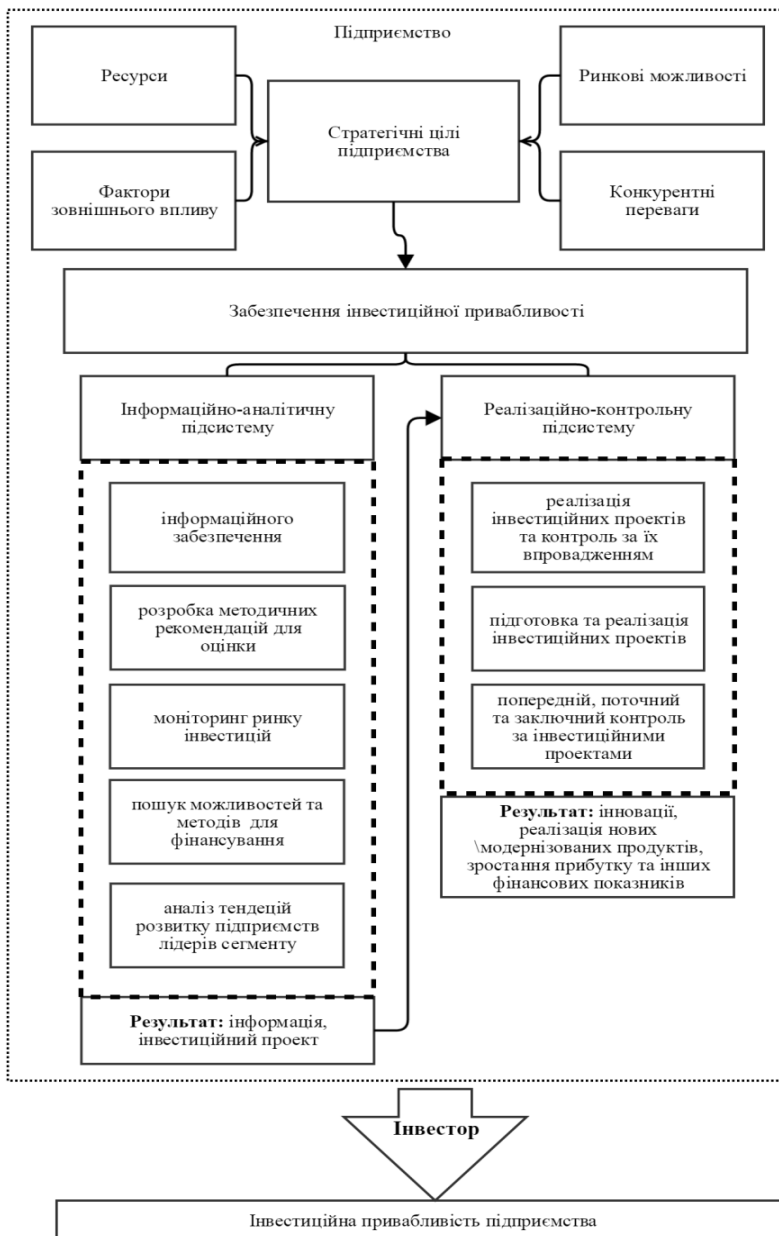 Підприємство
Ресурси
Ринкові можливості
Стратегічні цілі
підприємства
Фактори
зовнішнього впливу
Конкурентні
переваги
Забезпечення інвестиційної привабливості
Інформаційно-аналітичну
підсистему
Реалізаційно-контрольну
підсистему
інформаційного
забезпечення
розробка методичних
рекомендацій для
оцінки
моніторинг ринку
інвестицій
пошук можливостей та
методів для
фінансування
аналіз тендецій
розвитку підприємств
лідерів сегменту
Результат: інформація,
інвестиційний проект
реалізація
інвестиційних проектів
та контроль за їх
впровадженням
підготовка та реалізація
інвестиційних проектів
попередній, поточний
та заключний контроль
за інвестиційними
проектами
Результат: інновації,
реалізація нових
\модернізованих продуктів,
зростання прибутку та інших
фінансових показників
Інвестор
Інвестиційна привабливість підприємства